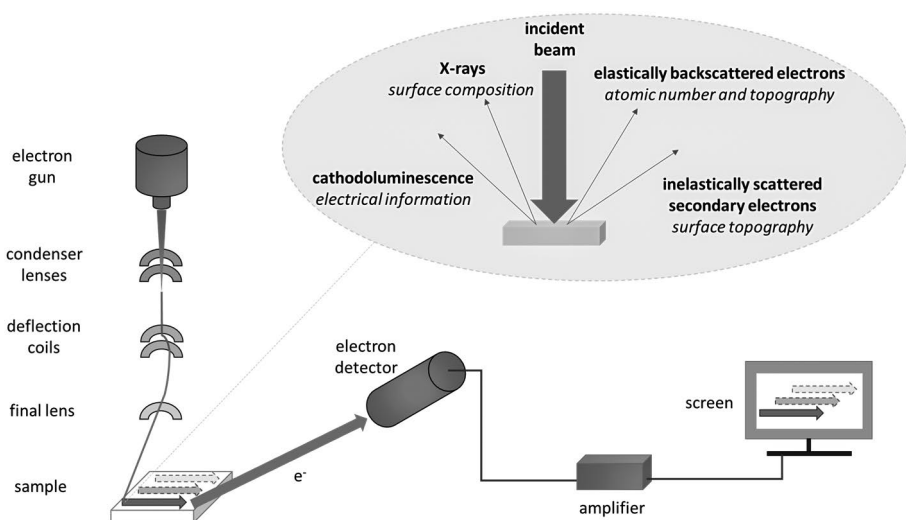 incident
beam
X-rays
surface composition
elastically backscattered electrons
atomic number and topography
cathodoluminescence
electrical information
inelastically scattered
secondary electrons
surface topography
electron
gun
condenser
lenses
deflection
coils
final lens
sample
e-
electron
detector
amplifier
screen